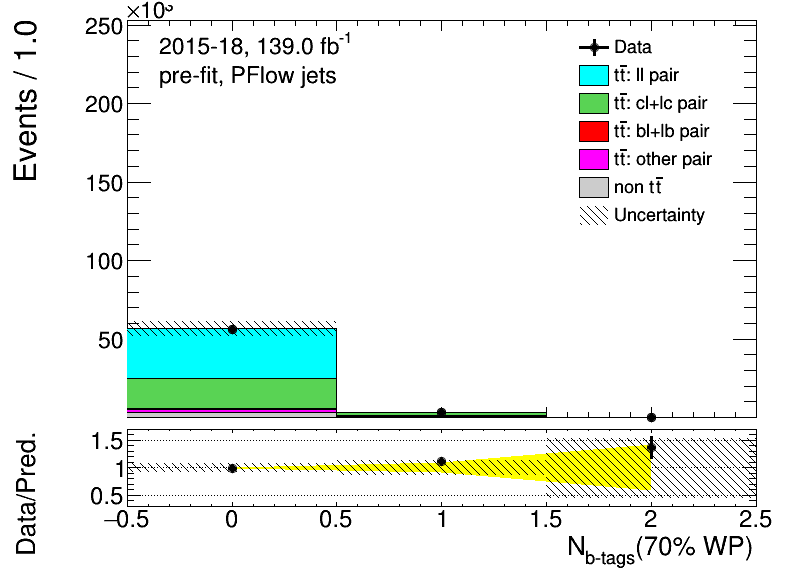 ×10³
2015-18, 139.0 fb⁻¹
pre-fit, PFlow jets
Data
tt̄: ll pair
tt̄: cl+lc pair
tt̄: bl+lb pair
tt̄: other pair
non tt̄
Uncertainty
Events / 1.0
250
200
150
100
50
Data/Pred.
1.5
1
0.5
−0.5 0 0.5 1 1.5 2 2.5
N_b-tags(70% WP)